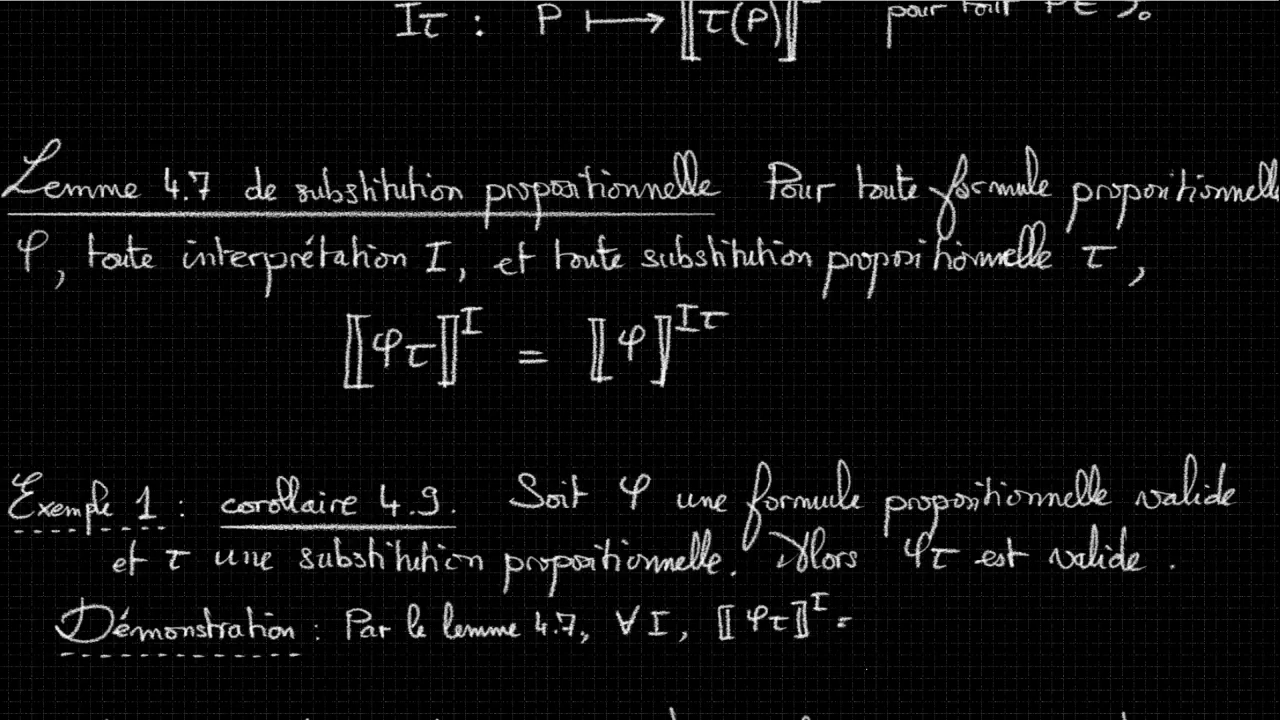 Iτ : P ⟼ ⟦τ(P)⟧ pour tout P ∈
Lemme 4.7 de substitution propositionnelle Pour toute formule propositionnelle
φ, toute interprétation I, et toute substitution propositionnelle τ,
⟦φτ⟧^I = ⟦φ⟧^Iτ
Exemple 1 : corollaire 4.9. Soit φ une formule propositionnelle valide
et τ une substitution propositionnelle. Alors φτ est valide.
Démonstration : Par le lemme 4.7, ∀I, ⟦φτ⟧^I =